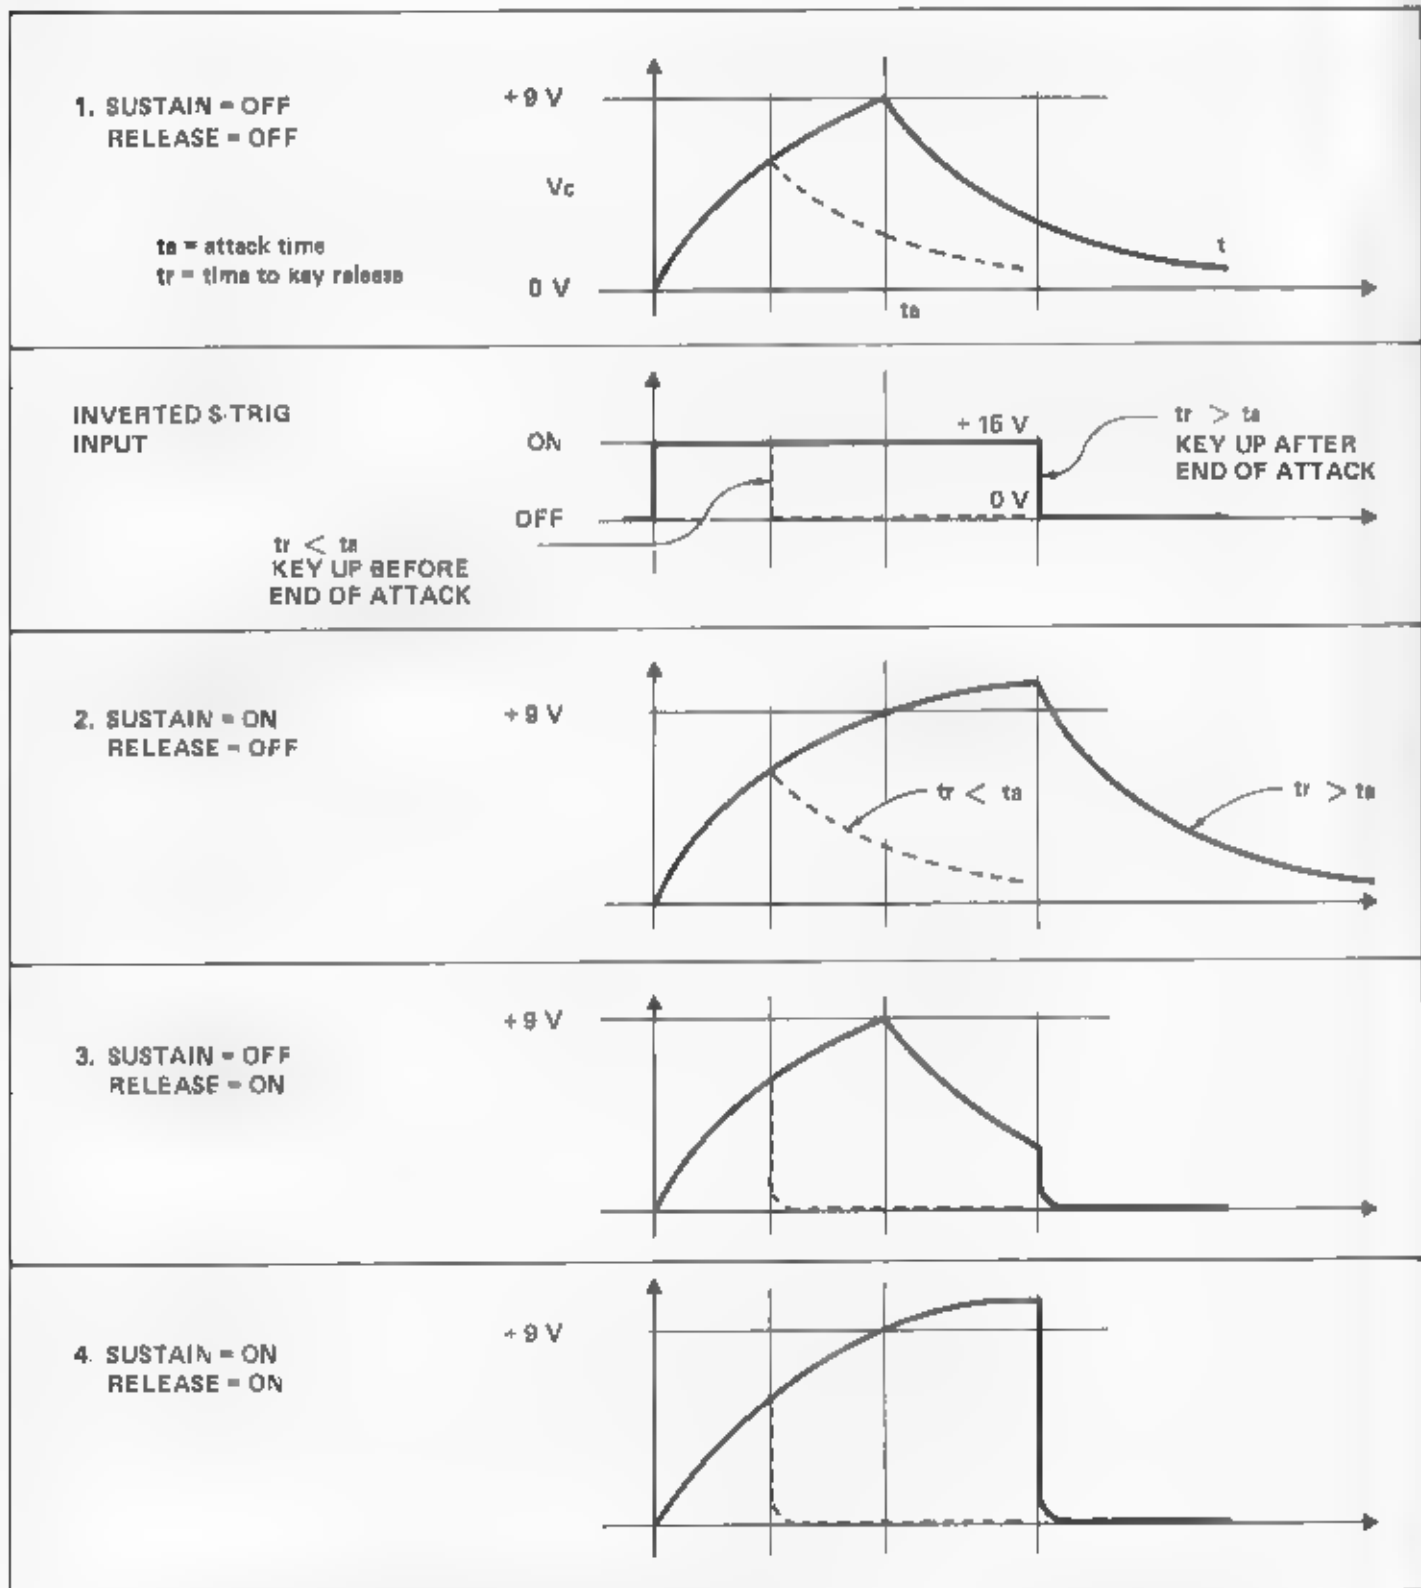 1. SUSTAIN = OFF
RELEASE = OFF
+9 V
Vc
ta = attack time
tr = time to key release
0 V
t
ta
INVERTED S-TRIG
INPUT
ON
+ 15 V
tr > ta
KEY UP AFTER
END OF ATTACK
OFF
0 V
tr < ta
KEY UP BEFORE
END OF ATTACK
2. SUSTAIN = ON
RELEASE = OFF
+9 V
tr < ta
tr > ta
3. SUSTAIN = OFF
RELEASE = ON
+9 V
4. SUSTAIN = ON
RELEASE = ON
+9 V